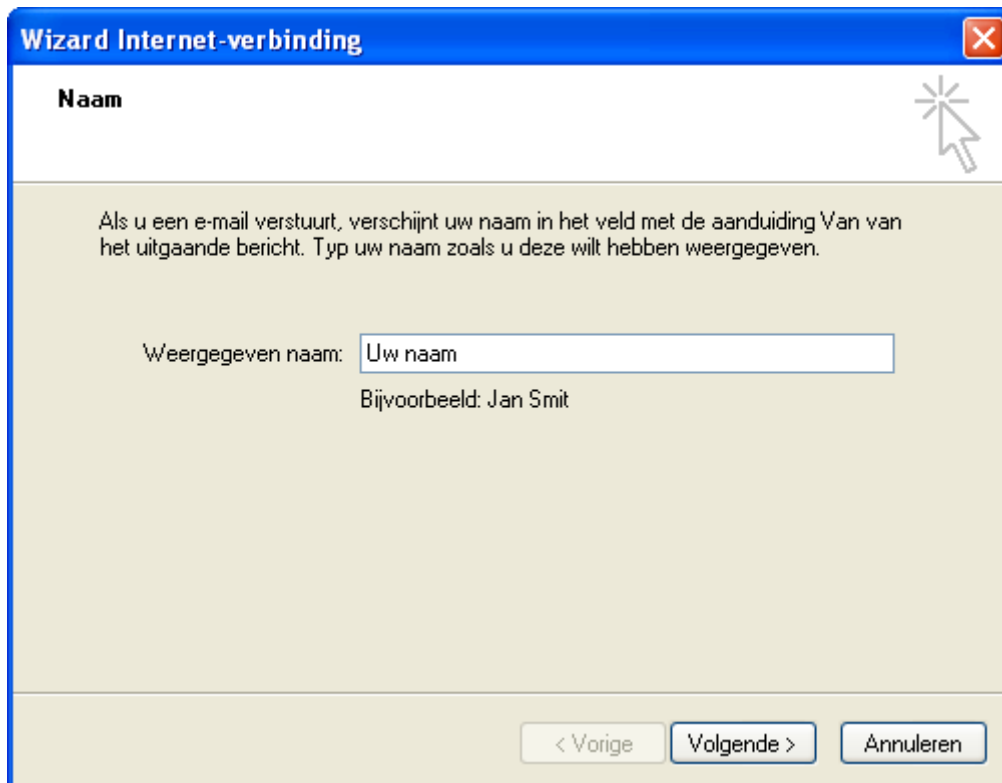 Wizard Internet-verbinding
Naam
Als u een e-mail verstuurt, verschijnt uw naam in het veld met de aanduiding Van van
het uitgaande bericht. Typ uw naam zoals u deze wilt hebben weergegeven.
Weergegeven naam: Uw naam
Bijvoorbeeld: Jan Smit
< Vorige Volgende > Annuleren